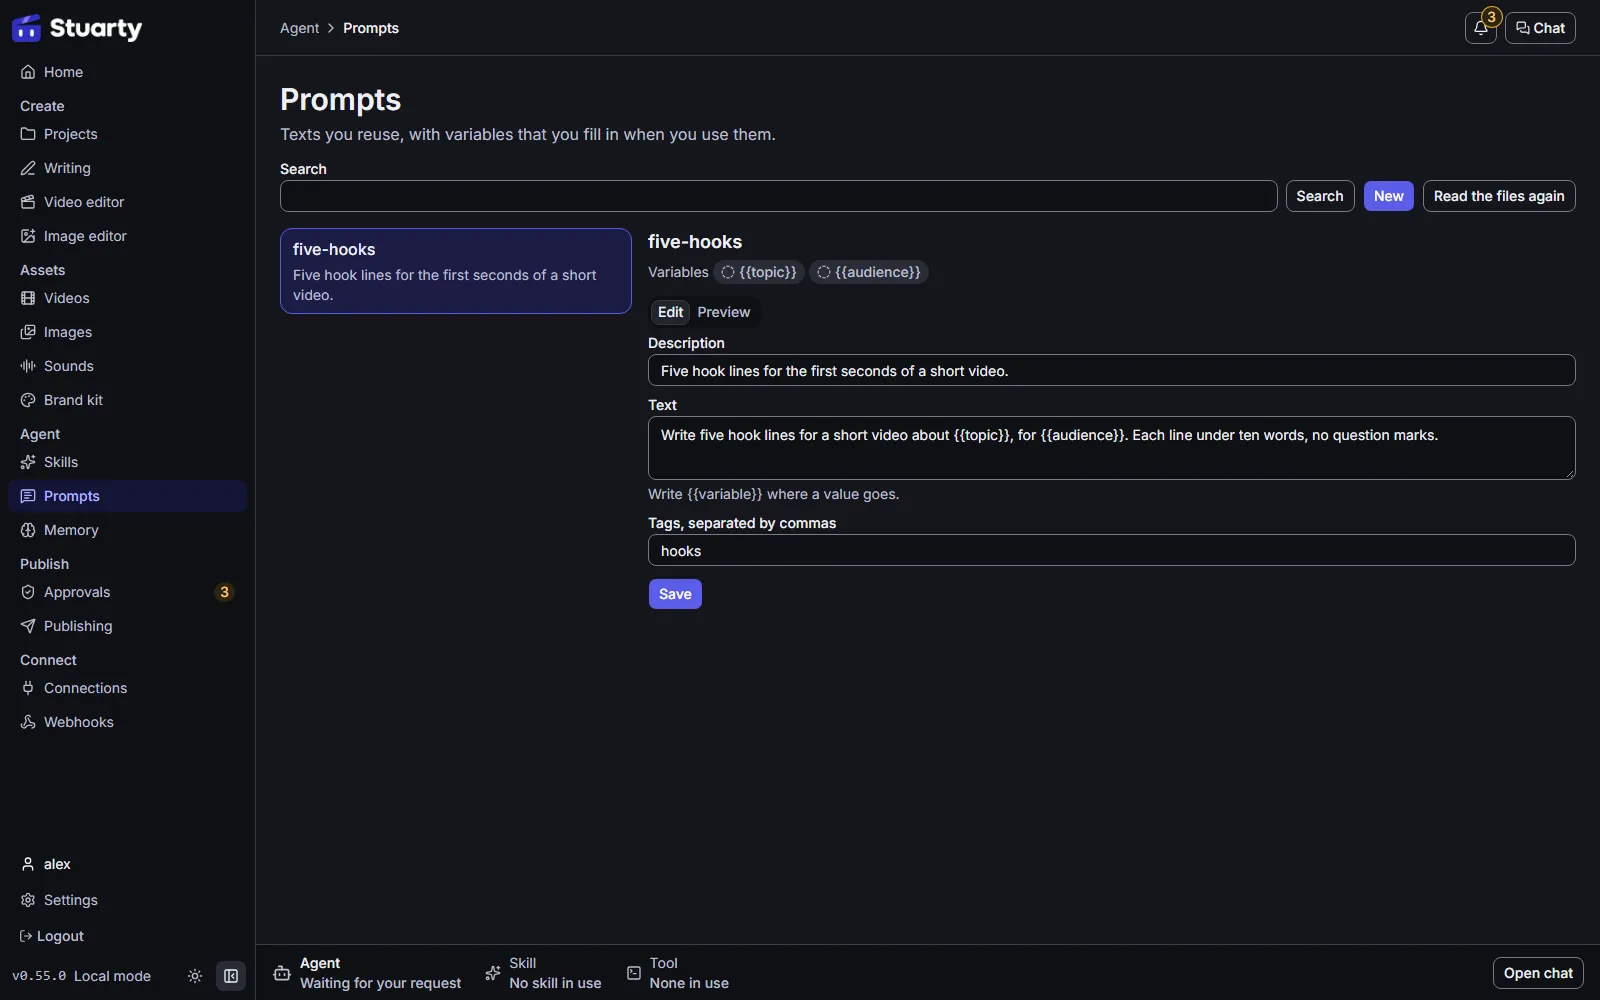 Stuarty
Home
Create
Projects
Writing
Video editor
Image editor
Assets
Videos
Images
Sounds
Brand kit
Agent
Skills
Prompts
Memory
Publish
Approvals 3
Publishing
Connect
Connections
Webhooks
alex
Settings
Logout
v0.55.0 Local mode
Agent > Prompts
3
Chat
Prompts
Texts you reuse, with variables that you fill in when you use them.
Search
Search New Read the files again
five-hooks
Five hook lines for the first seconds of a short
video.
five-hooks
Variables {{topic}} {{audience}}
Edit Preview
Description
Five hook lines for the first seconds of a short video.
Text
Write five hook lines for a short video about {{topic}}, for {{audience}}. Each line under ten words, no question marks.
Write {{variable}} where a value goes.
Tags, separated by commas
hooks
Save
Agent
Waiting for your request
Skill
No skill in use
Tool
None in use
Open chat